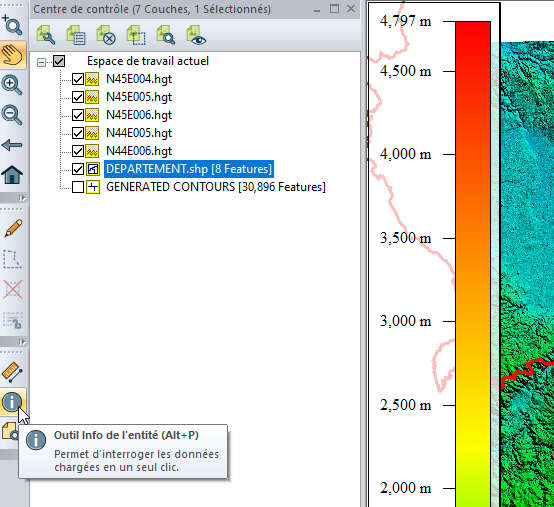 Centre de contrôle (7 Couches, 1 Sélectionnés)
Espace de travail actuel
N45E004.hgt
N45E005.hgt
N45E006.hgt
N44E005.hgt
N44E006.hgt
DEPARTEMENT.shp [8 Features]
GENERATED CONTOURS [30,896 Features]
Outil Info de l'entité (Alt+P)
Permet d'interroger les données
chargées en un seul clic.
4,797 m
4,500 m
4,000 m
3,500 m
3,000 m
2,500 m
2,000 m